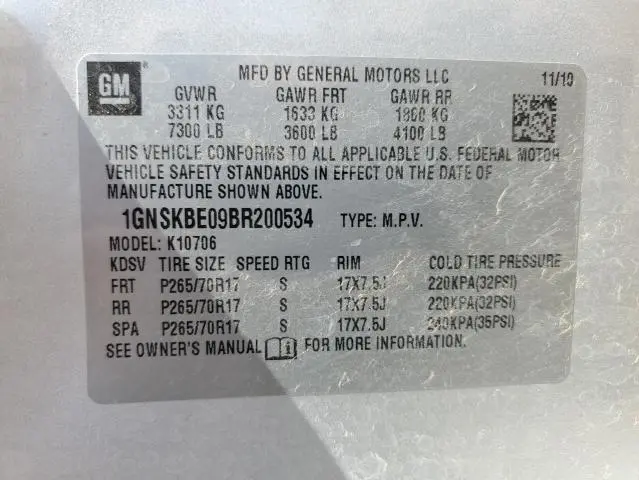 GM
MFD BY GENERAL MOTORS LLC 11/10
GVWR GAWR FRT GAWR RR
3311 KG 1633 KG 1860 KG
7300 LB 3600 LB 4100 LB
THIS VEHICLE CONFORMS TO ALL APPLICABLE U.S. FEDERAL MOTOR
VEHICLE SAFETY STANDARDS IN EFFECT ON THE DATE OF
MANUFACTURE SHOWN ABOVE.
1GNSKBE09BR200534 TYPE: M.P.V.
MODEL: K10706
KDSV TIRE SIZE SPEED RTG RIM COLD TIRE PRESSURE
FRT P265/70R17 S 17X7.5J 220KPA(32PSI)
RR P265/70R17 S 17X7.5J 220KPA(32PSI)
SPA P265/70R17 S 17X7.5J 240KPA(35PSI)
SEE OWNER'S MANUAL FOR MORE INFORMATION.